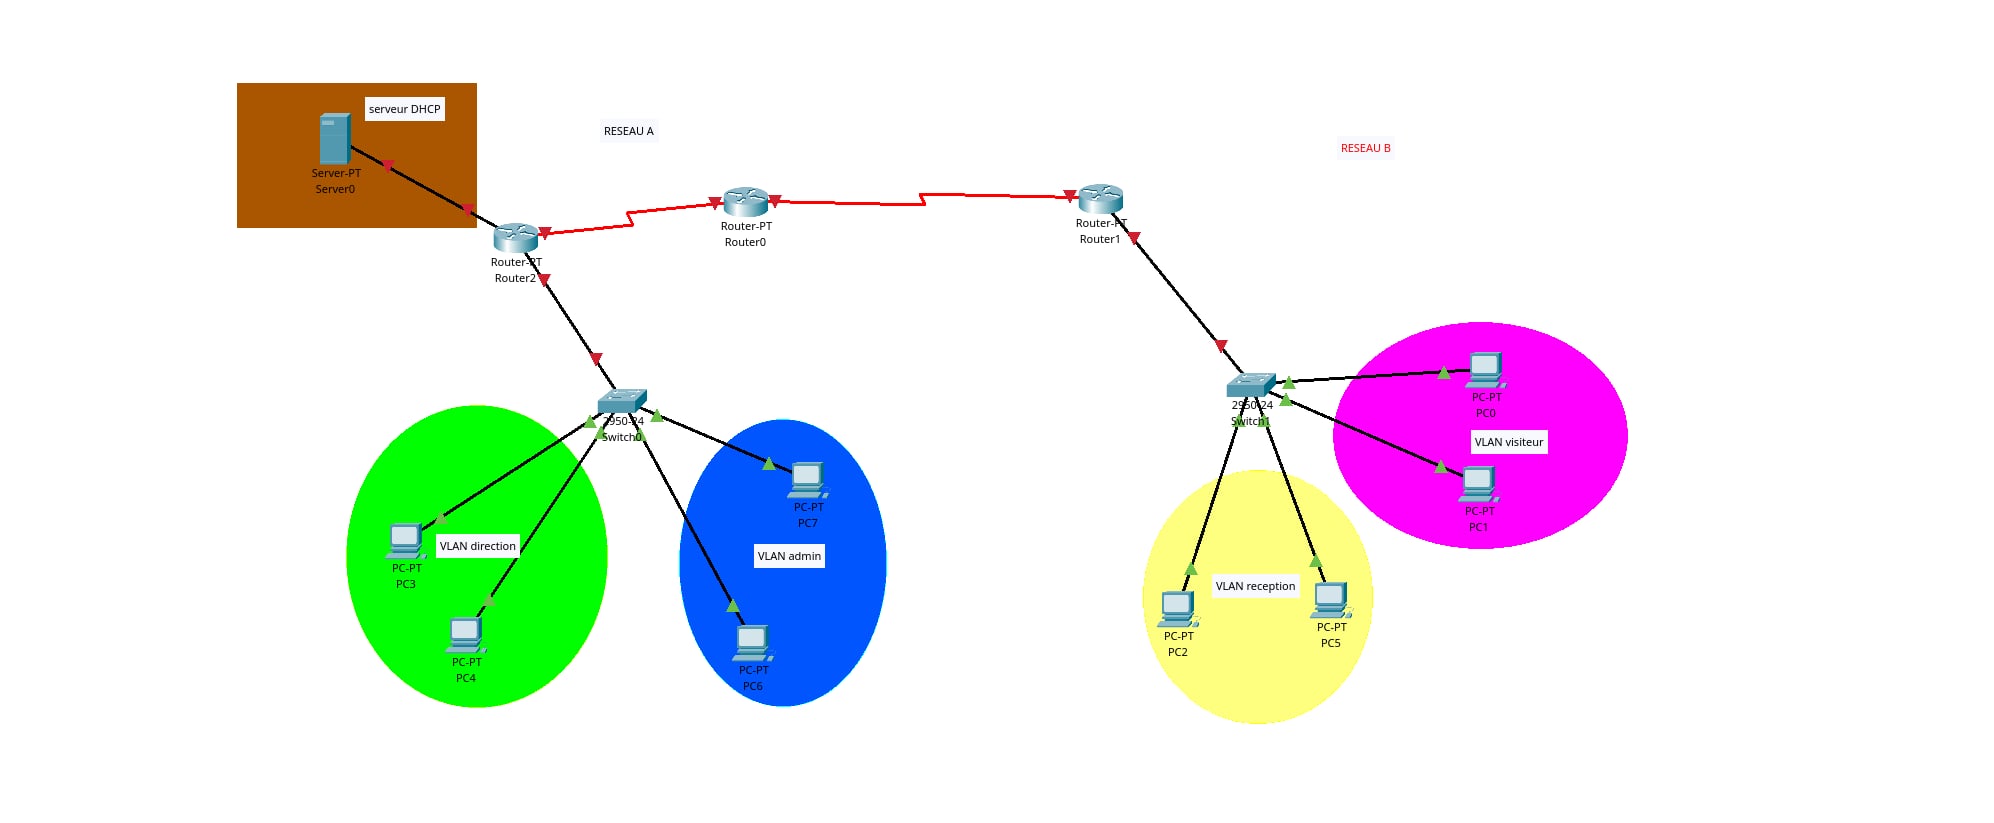 serveur DHCP
Server-PT
Server0
RESEAU A
RESEAU B
Router-PT
Router2
Router-PT
Router0
Router-PT
Router1
2950-24
Switch0
2950-24
Switch1
PC-PT
PC3
VLAN direction
PC-PT
PC4
PC-PT
PC7
VLAN admin
PC-PT
PC6
PC-PT
PC0
VLAN visiteur
PC-PT
PC1
VLAN reception
PC-PT
PC2
PC-PT
PC5